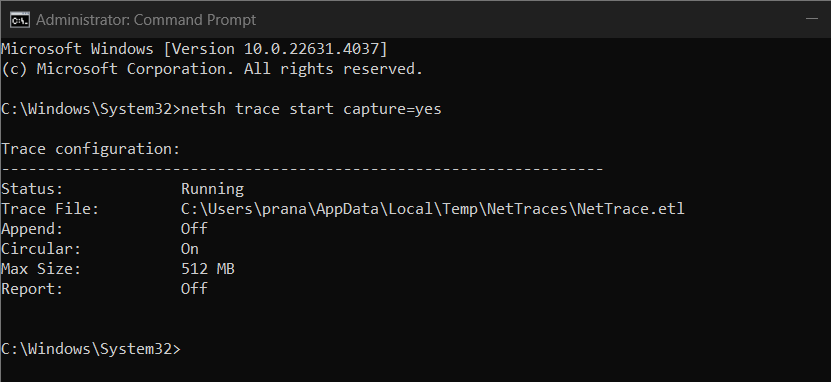 Administrator: Command Prompt
Microsoft Windows [Version 10.0.22631.4037]
(c) Microsoft Corporation. All rights reserved.
C:\Windows\System32>netsh trace start capture=yes
Trace configuration:
-------------------------------------------------------------------
Status:             Running
Trace File:         C:\Users\prana\AppData\Local\Temp\NetTraces\NetTrace.etl
Append:             Off
Circular:           On
Max Size:           512 MB
Report:             Off
C:\Windows\System32>